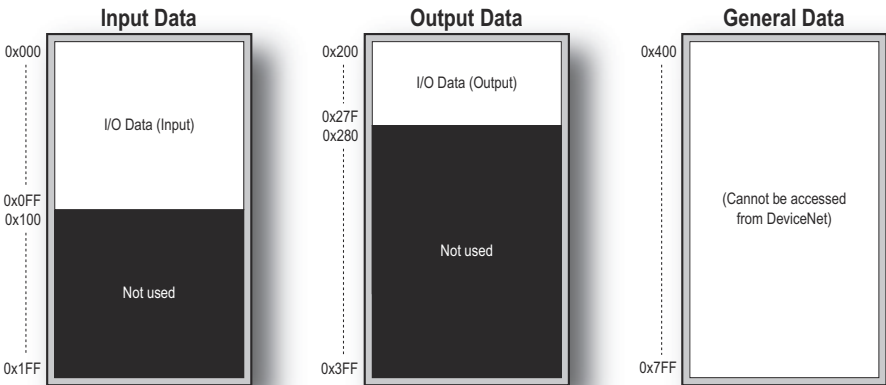 Input Data
0x000
I/O Data (Input)
0x0FF
0x100
Not used
0x1FF
Output Data
0x200
I/O Data (Output)
0x27F
0x280
Not used
0x3FF
General Data
0x400
(Cannot be accessed
from DeviceNet)
0x7FF